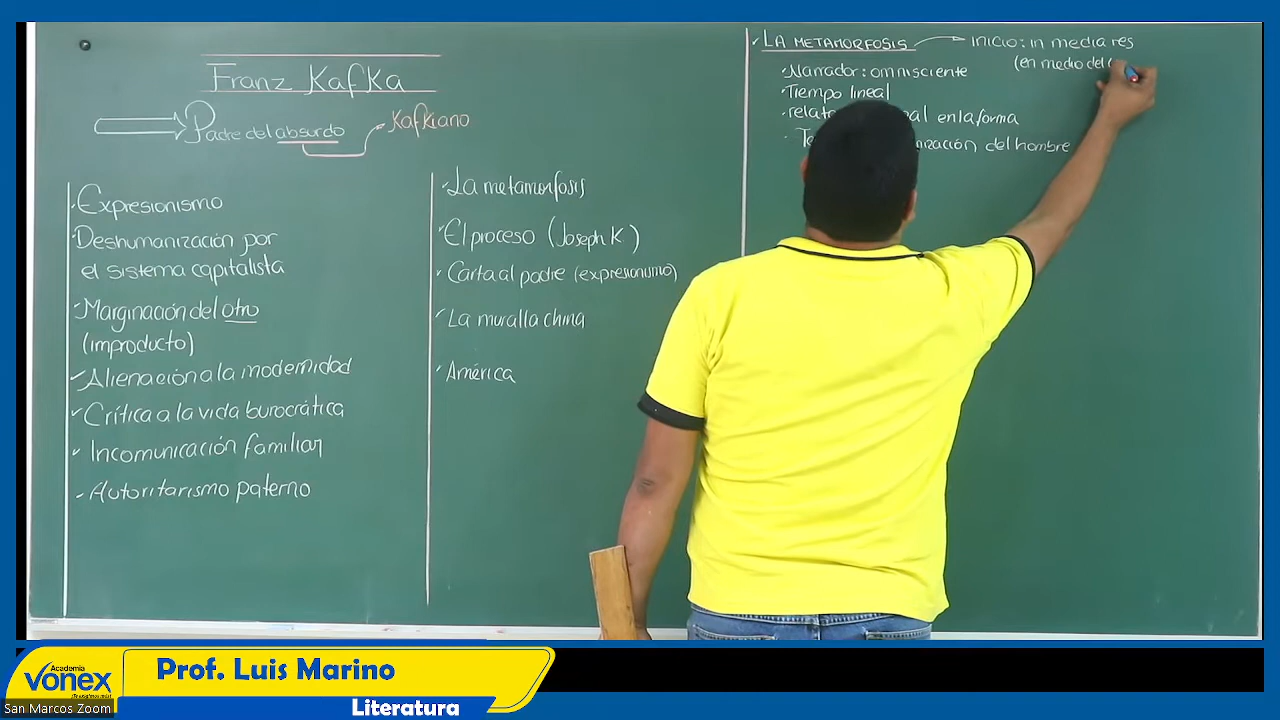 Franz Kafka
Padre del absurdo
Kafkiano
Expresionismo
Deshumanización por
el sistema capitalista
Marginación del otro
(improducto)
Alienación a la modernidad
Crítica a la vida burocrática
Incomunicación familiar
Autoritarismo paterno
La metamorfosis
El proceso (Joseph K)
Carta al padre (expresionismo)
La muralla china
América
LA METAMORFOSIS
inicio: in media res
(en medio del
Narrador: omnisciente
Tiempo lineal
en la forma
del hombre
Prof. Luis Marino
Literatura
Academia
Vonex
San Marcos Zoom